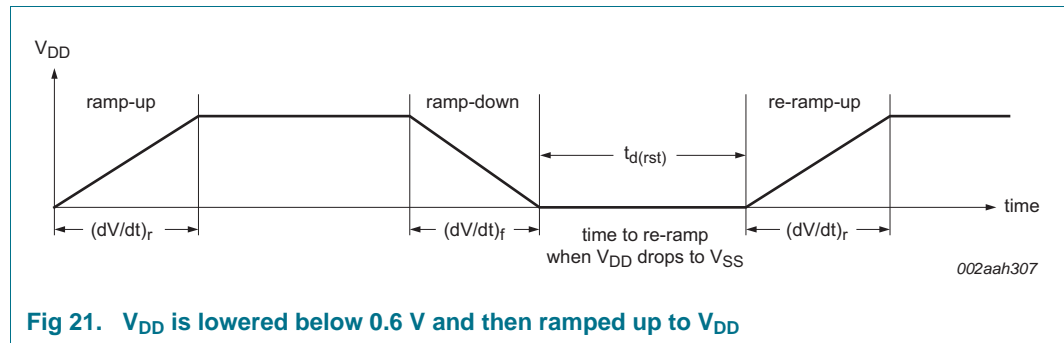 VDD
ramp-up
ramp-down
re-ramp-up
td(rst)
time
(dV/dt)r
(dV/dt)f
time to re-ramp
when VDD drops to VSS
(dV/dt)r
002aah307
Fig 21. VDD is lowered below 0.6 V and then ramped up to VDD